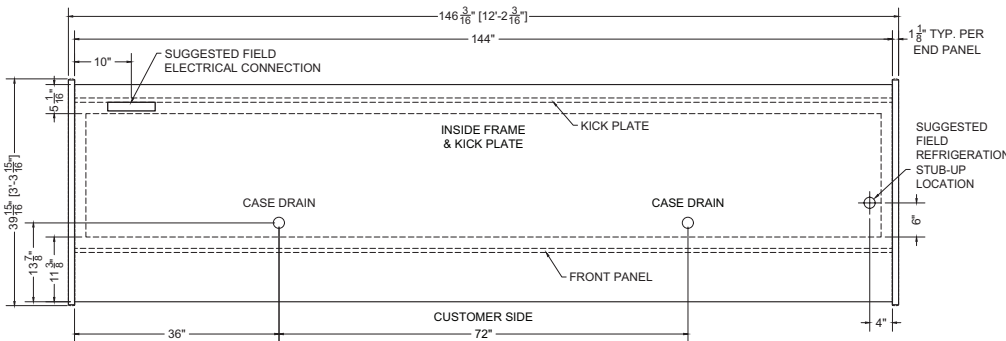 146 3/16" [12'-2 3/16"]
144"
1 1/8" TYP. PER
END PANEL
10"
SUGGESTED FIELD
ELECTRICAL CONNECTION
5 1/16"
KICK PLATE
INSIDE FRAME
& KICK PLATE
SUGGESTED
FIELD
REFRIGERATION
STUB-UP
LOCATION
39 15/16" [3'-3 15/16"]
CASE DRAIN
CASE DRAIN
6"
13 7/8"
11 3/8"
FRONT PANEL
CUSTOMER SIDE
36"
72"
4"